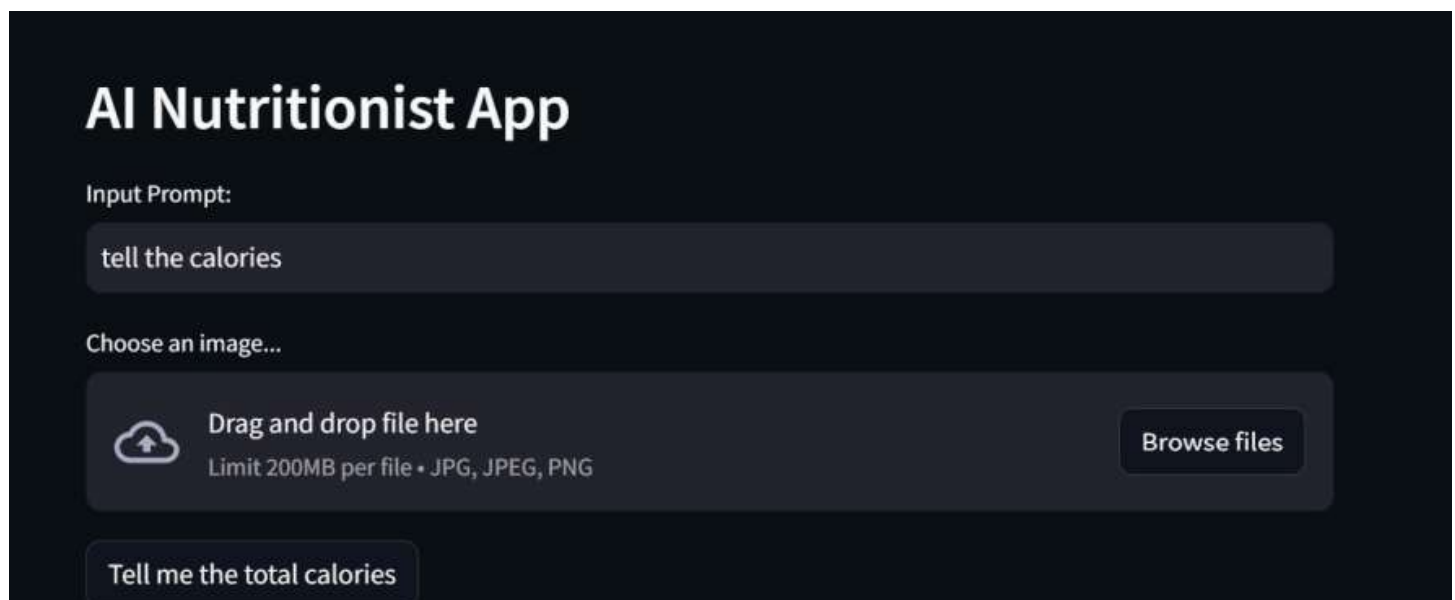 AI Nutritionist App
Input Prompt:
tell the calories
Choose an image...
Drag and drop file here
Limit 200MB per file • JPG, JPEG, PNG
Browse files
Tell me the total calories